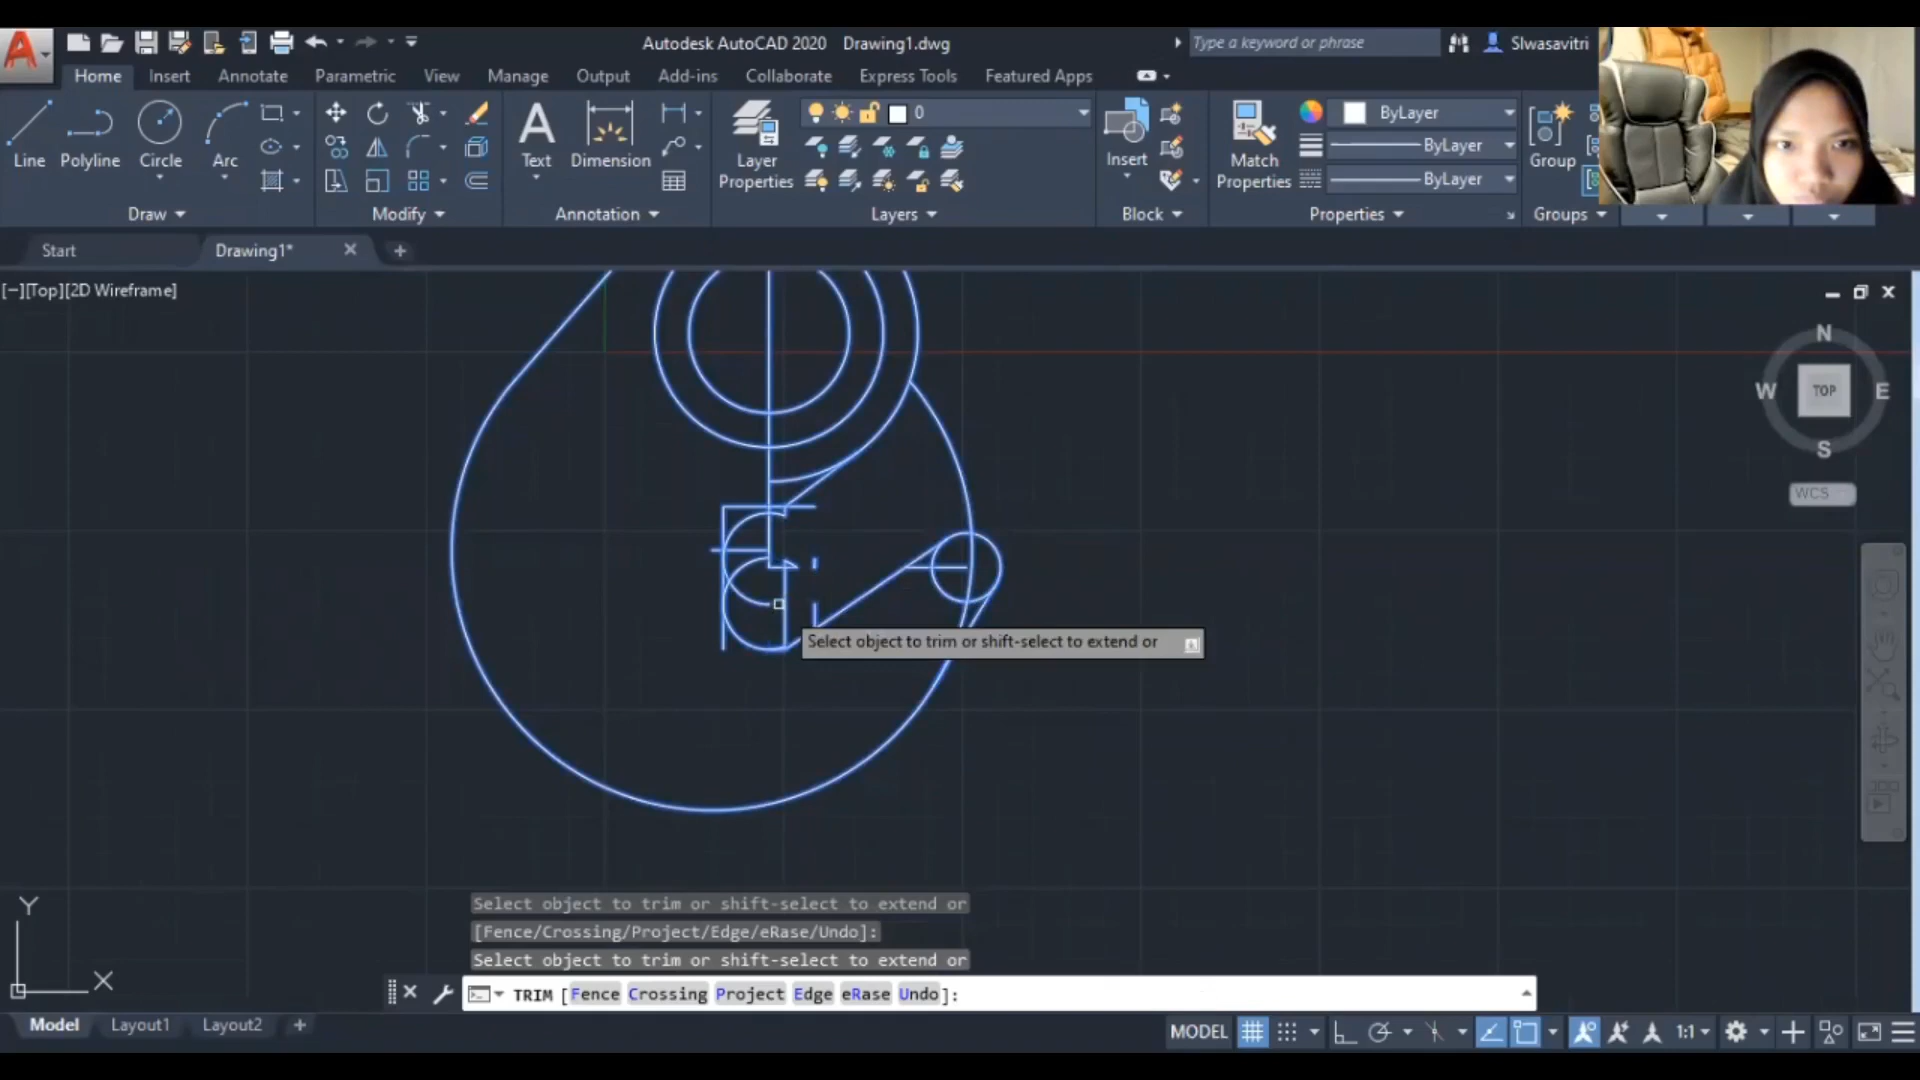 Autodesk AutoCAD 2020 Drawing1.dwg
Type a keyword or phrase
Slwasavitri
Home Insert Annotate Parametric View Manage Output Add-ins Collaborate Express Tools Featured Apps
0
ByLayer
ByLayer
ByLayer
Line Polyline Circle Arc
Text Dimension
Layer Properties
Insert
Match Properties
Group
Draw Modify Annotation Layers Block Properties Groups
Start Drawing1*
[−][Top][2D Wireframe]
N
W TOP E
S
WCS
Select object to trim or shift-select to extend or
Y
X
Select object to trim or shift-select to extend or
[Fence/Crossing/Project/Edge/eRase/Undo]:
Select object to trim or shift-select to extend or
TRIM [Fence Crossing Project Edge eRase Undo]:
Model Layout1 Layout2
MODEL 1:1